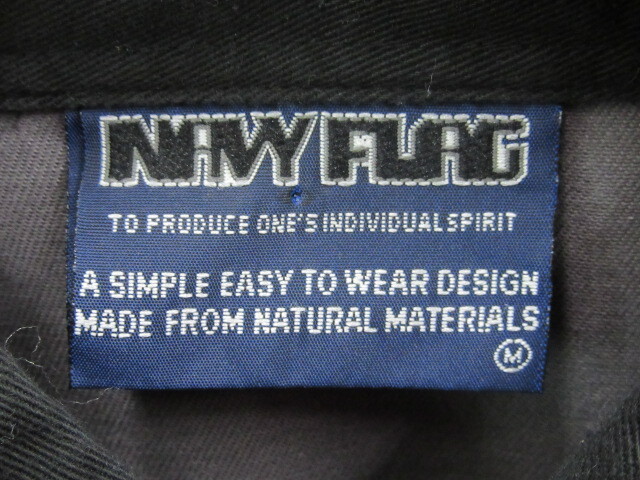 NAVY FLAG
TO PRODUCE ONE'S INDIVIDUAL SPIRIT
A SIMPLE EASY TO WEAR DESIGN
MADE FROM NATURAL MATERIALS
M